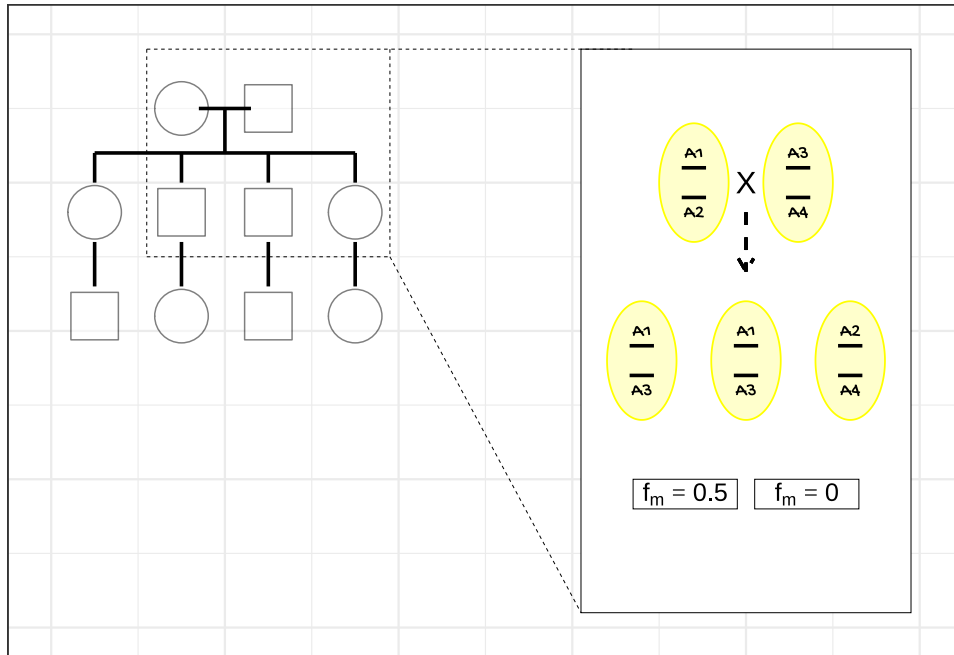 A1 A3
X
A2 A4
A1 A1 A2
A3 A3 A4
fₘ = 0.5 fₘ = 0